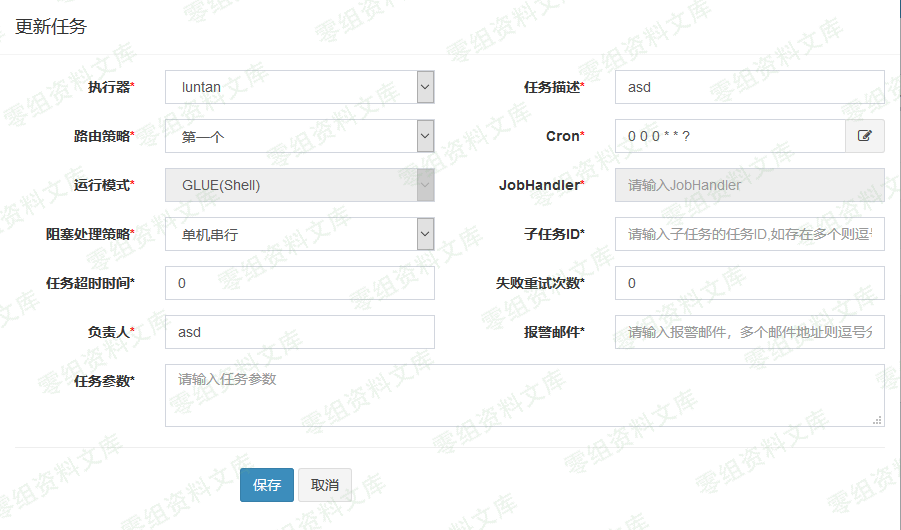 更新任务
执行器* luntan 任务描述* asd
路由策略* 第一个 Cron* 0 0 0 * * ?
运行模式* GLUE(Shell) JobHandler* 请输入JobHandler
阻塞处理策略* 单机串行 子任务ID* 请输入子任务的任务ID,如存在多个则逗
任务超时时间* 0 失败重试次数* 0
负责人* asd 报警邮件* 请输入报警邮件，多个邮件地址则逗号分
任务参数* 请输入任务参数
保存 取消
零组资料文库